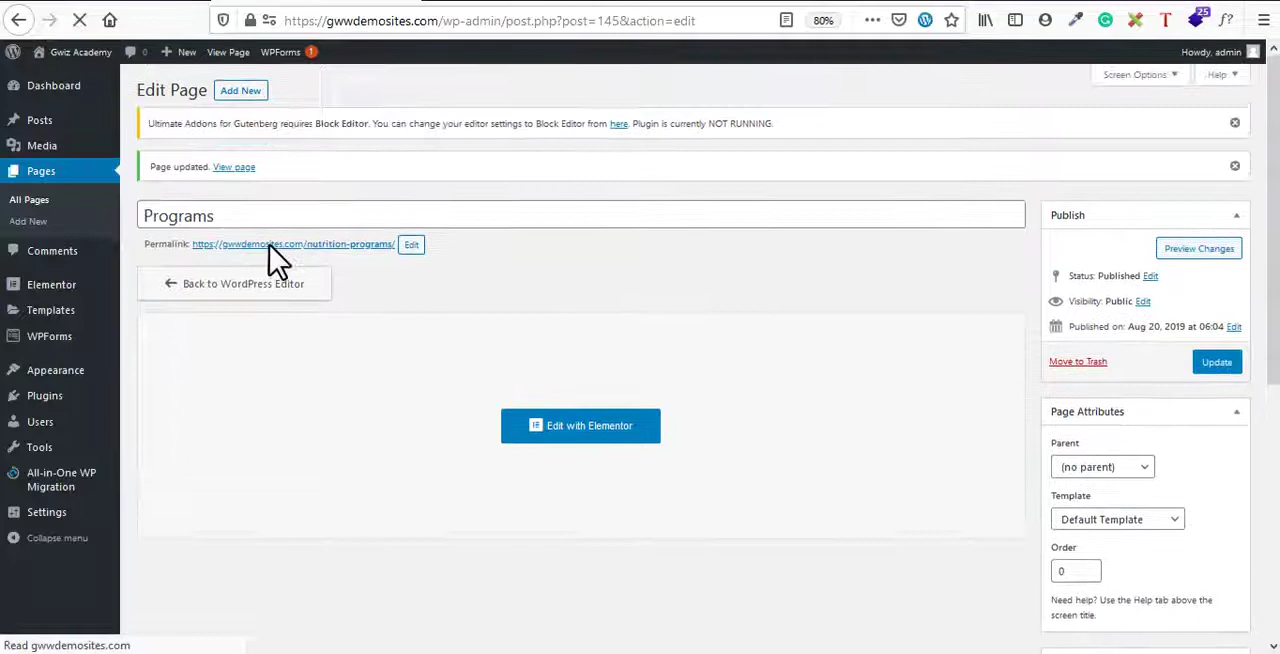 https://gwwdemosites.com/wp-admin/post.php?post=145&action=edit
80%
25
T
f?
Gwiz Academy
0
New
View Page
WPForms
1
Howdy, admin
Dashboard
Posts
Media
Pages
All Pages
Add New
Comments
Elementor
Templates
WPForms
Appearance
Plugins
Users
Tools
All-in-One WP
Migration
Settings
Collapse menu
Screen Options
Help
Edit Page
Add New
Ultimate Addons for Gutenberg requires Block Editor. You can change your editor settings to Block Editor from here. Plugin is currently NOT RUNNING.
Page updated. View page
Programs
Permalink: https://gwwdemosites.com/nutrition-programs/ Edit
Back to WordPress Editor
Edit with Elementor
Publish
Preview Changes
Status: Published Edit
Visibility: Public Edit
Published on: Aug 20, 2019 at 06:04 Edit
Move to Trash
Update
Page Attributes
Parent
(no parent)
Template
Default Template
Order
0
Need help? Use the Help tab above the
screen title.
Read gwwdemosites.com